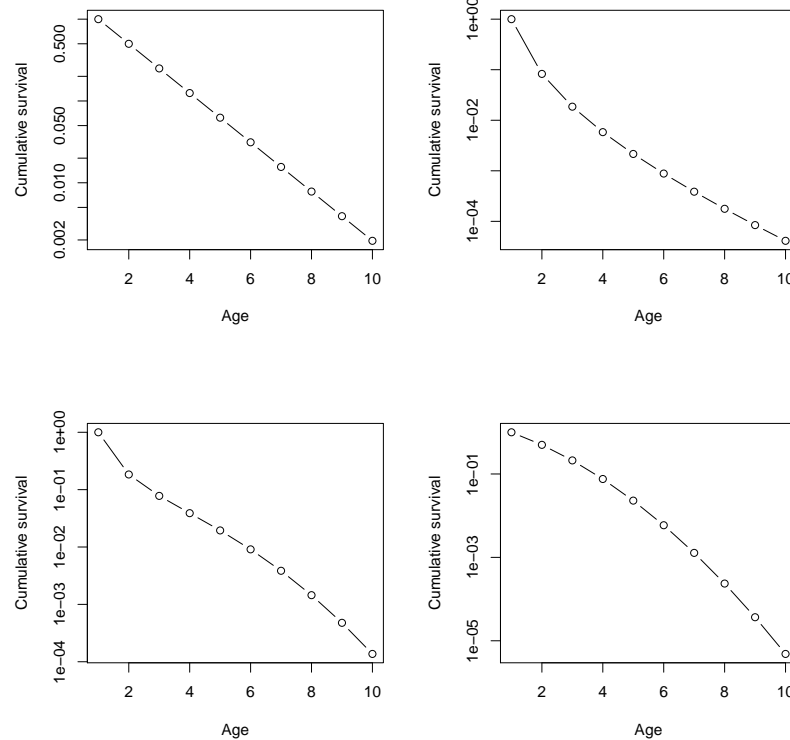 Cumulative survival
0.500
0.050
0.010
0.002
2 4 6 8 10
Age
Cumulative survival
1e+00
1e−02
1e−04
2 4 6 8 10
Age
Cumulative survival
1e+00
1e−01
1e−02
1e−03
1e−04
2 4 6 8 10
Age
Cumulative survival
1e−01
1e−03
1e−05
2 4 6 8 10
Age